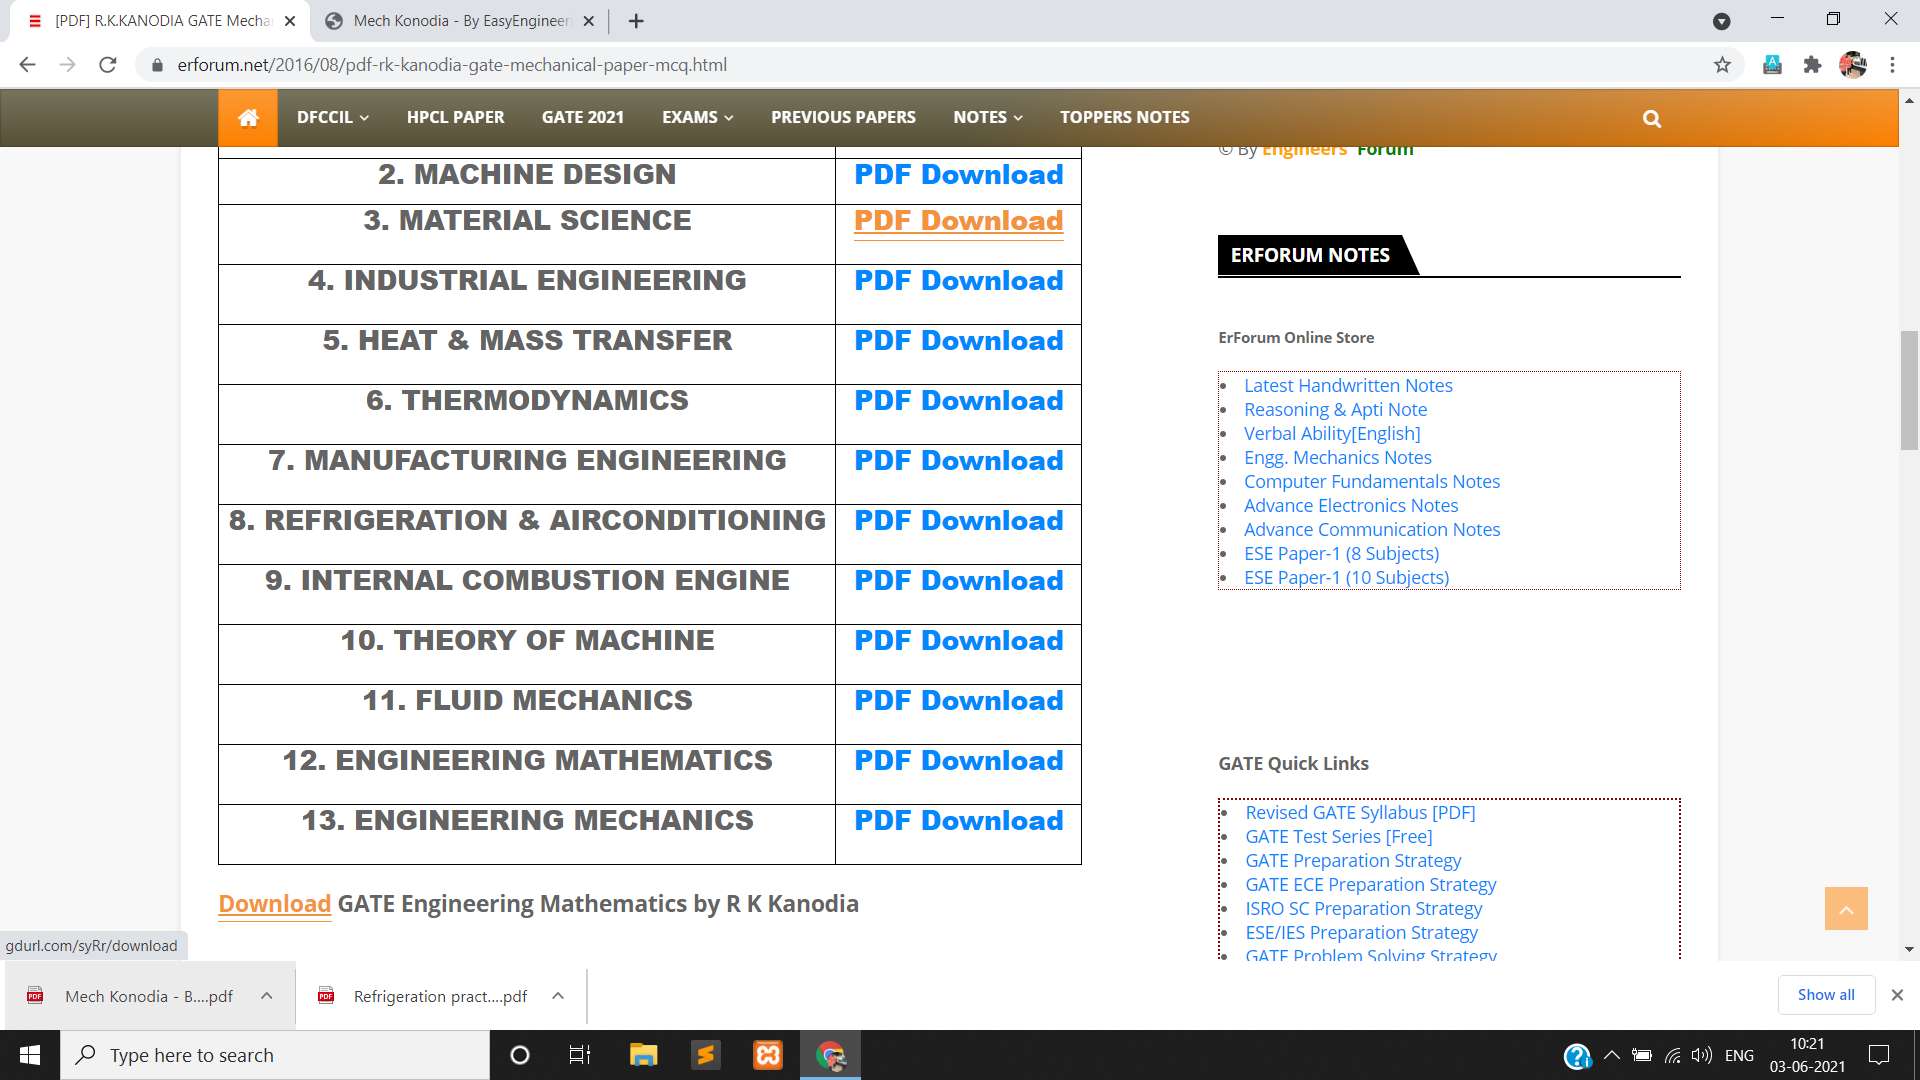 [PDF] R.K.KANODIA GATE Mecha
Mech Konodia - By EasyEngineer
erforum.net/2016/08/pdf-rk-kanodia-gate-mechanical-paper-mcq.html
DFCCIL
HPCL PAPER
GATE 2021
EXAMS
PREVIOUS PAPERS
NOTES
TOPPERS NOTES
2. MACHINE DESIGN PDF Download
3. MATERIAL SCIENCE PDF Download
4. INDUSTRIAL ENGINEERING PDF Download
5. HEAT & MASS TRANSFER PDF Download
6. THERMODYNAMICS PDF Download
7. MANUFACTURING ENGINEERING PDF Download
8. REFRIGERATION & AIRCONDITIONING PDF Download
9. INTERNAL COMBUSTION ENGINE PDF Download
10. THEORY OF MACHINE PDF Download
11. FLUID MECHANICS PDF Download
12. ENGINEERING MATHEMATICS PDF Download
13. ENGINEERING MECHANICS PDF Download
Download GATE Engineering Mathematics by R K Kanodia
© By Engineers Forum
ERFORUM NOTES
ErForum Online Store
Latest Handwritten Notes
Reasoning & Apti Note
Verbal Ability[English]
Engg. Mechanics Notes
Computer Fundamentals Notes
Advance Electronics Notes
Advance Communication Notes
ESE Paper-1 (8 Subjects)
ESE Paper-1 (10 Subjects)
GATE Quick Links
Revised GATE Syllabus [PDF]
GATE Test Series [Free]
GATE Preparation Strategy
GATE ECE Preparation Strategy
ISRO SC Preparation Strategy
ESE/IES Preparation Strategy
GATE Problem Solving Strategy
gdurl.com/syRr/download
Mech Konodia - B....pdf
Refrigeration pract....pdf
Show all
Type here to search
ENG
10:21
03-06-2021